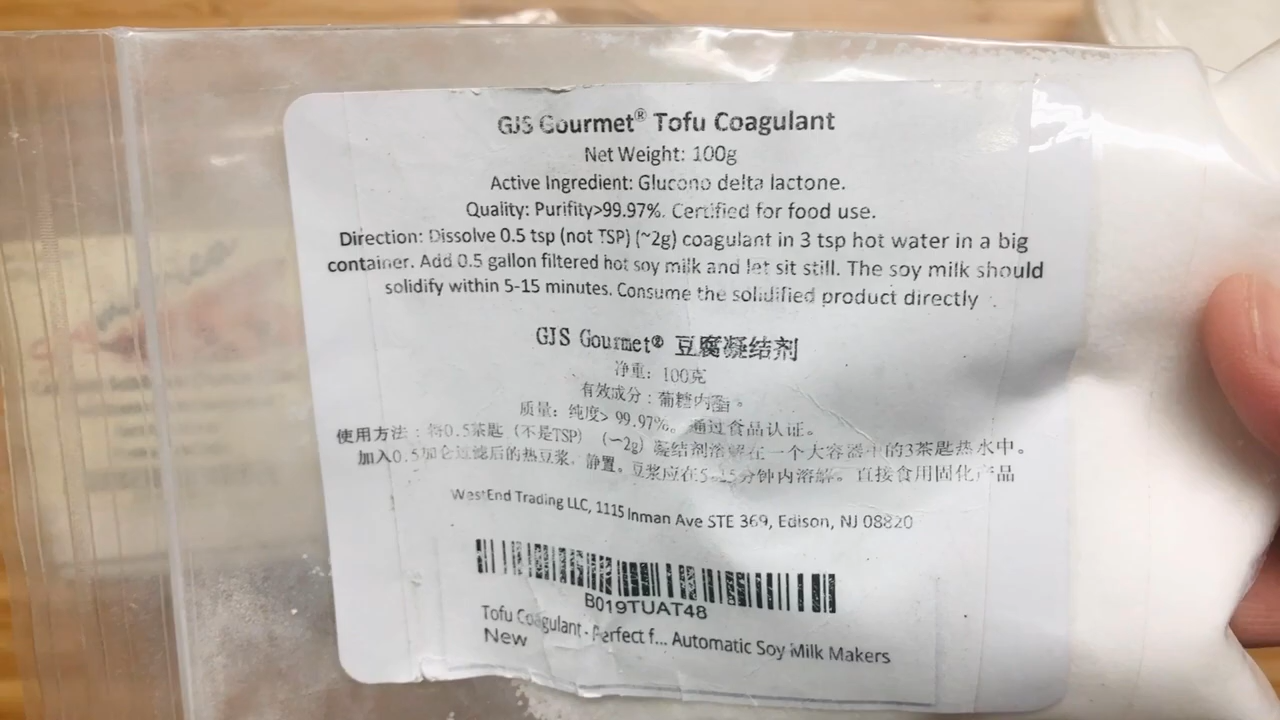 GJS Gourmet® Tofu Coagulant
Net Weight: 100g
Active Ingredient: Glucono delta lactone.
Quality: Purifity>99.97%. Certified for food use.
Direction: Dissolve 0.5 tsp (not TSP) (~2g) coagulant in 3 tsp hot water in a big
container. Add 0.5 gallon filtered hot soy milk and let sit still. The soy milk should
solidify within 5-15 minutes. Consume the solidified product directly .
GJS Gourmet® 豆腐凝结剂
净重: 100克
有效成分：葡糖内酯。
质量: 纯度> 99.97%。通过食品认证。
使用方法：将0.5茶匙（不是TSP）（~2g）凝结剂溶解在一个大容器中的3茶匙热水中。
加入0.5加仑过滤后的热豆浆，静置。豆浆应在5-15分钟内溶解。直接食用固化产品
WestEnd Trading LLC, 1115 Inman Ave STE 369, Edison, NJ 08820
B019TUAT48
Tofu Coagulant - Perfect f... Automatic Soy Milk Makers
New